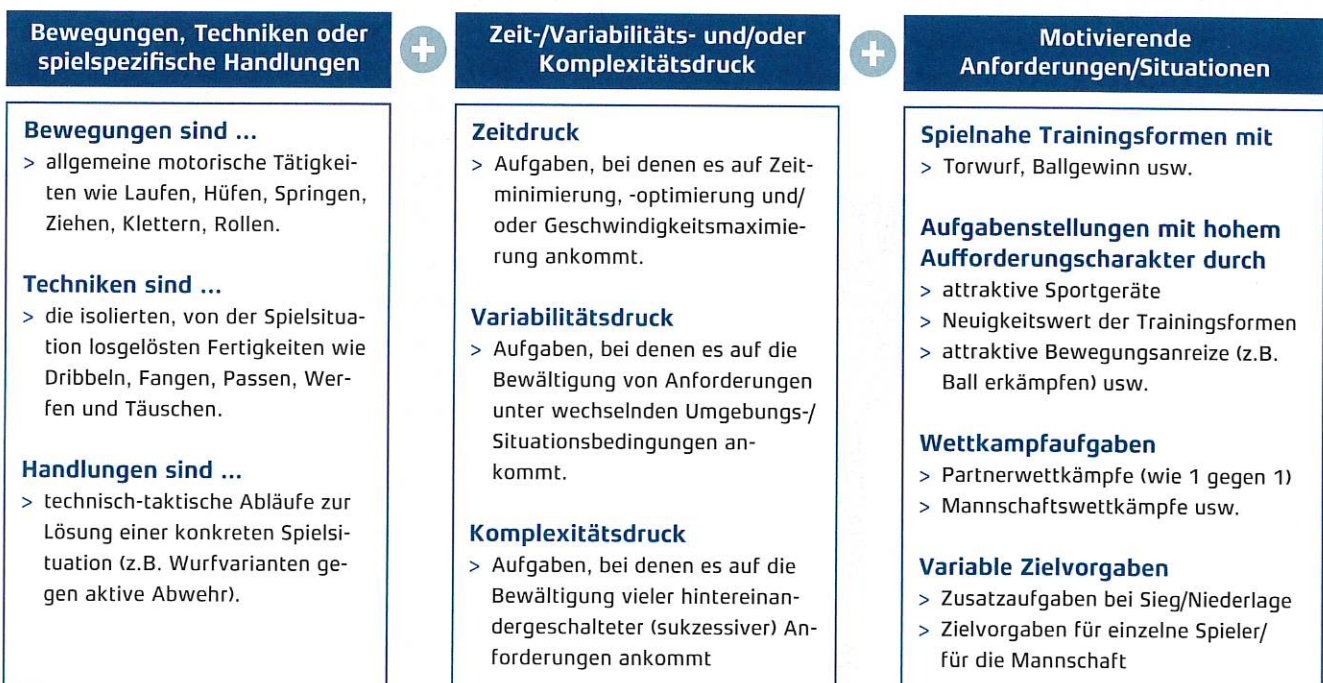 Bewegungen, Techniken oder
spielspezifische Handlungen
+
Zeit-/Variabilitäts- und/oder
Komplexitätsdruck
+
Motivierende
Anforderungen/Situationen
Bewegungen sind ...
> allgemeine motorische Tätigkei-
ten wie Laufen, Hüfen, Springen,
Ziehen, Klettern, Rollen.
Techniken sind ...
> die isolierten, von der Spielsitua-
tion losgelösten Fertigkeiten wie
Dribbeln, Fangen, Passen, Wer-
fen und Täuschen.
Handlungen sind ...
> technisch-taktische Abläufe zur
Lösung einer konkreten Spielsi-
tuation (z.B. Wurfvarianten ge-
gen aktive Abwehr).
Zeitdruck
> Aufgaben, bei denen es auf Zeit-
minimierung, -optimierung und/
oder Geschwindigkeitsmaximie-
rung ankommt.
Variabilitätsdruck
> Aufgaben, bei denen es auf die
Bewältigung von Anforderungen
unter wechselnden Umgebungs-/
Situationsbedingungen an-
kommt.
Komplexitätsdruck
> Aufgaben, bei denen es auf die
Bewältigung vieler hintereinan-
dergeschalteter (sukzessiver) An-
forderungen ankommt
Spielnahe Trainingsformen mit
> Torwurf, Ballgewinn usw.
Aufgabenstellungen mit hohem
Aufforderungscharakter durch
> attraktive Sportgeräte
> Neuigkeitswert der Trainingsformen
> attraktive Bewegungsanreize (z.B.
Ball erkämpfen) usw.
Wettkampfaufgaben
> Partnerwettkämpfe (wie 1 gegen 1)
> Mannschaftswettkämpfe usw.
Variable Zielvorgaben
> Zusatzaufgaben bei Sieg/Niederlage
> Zielvorgaben für einzelne Spieler/
für die Mannschaft